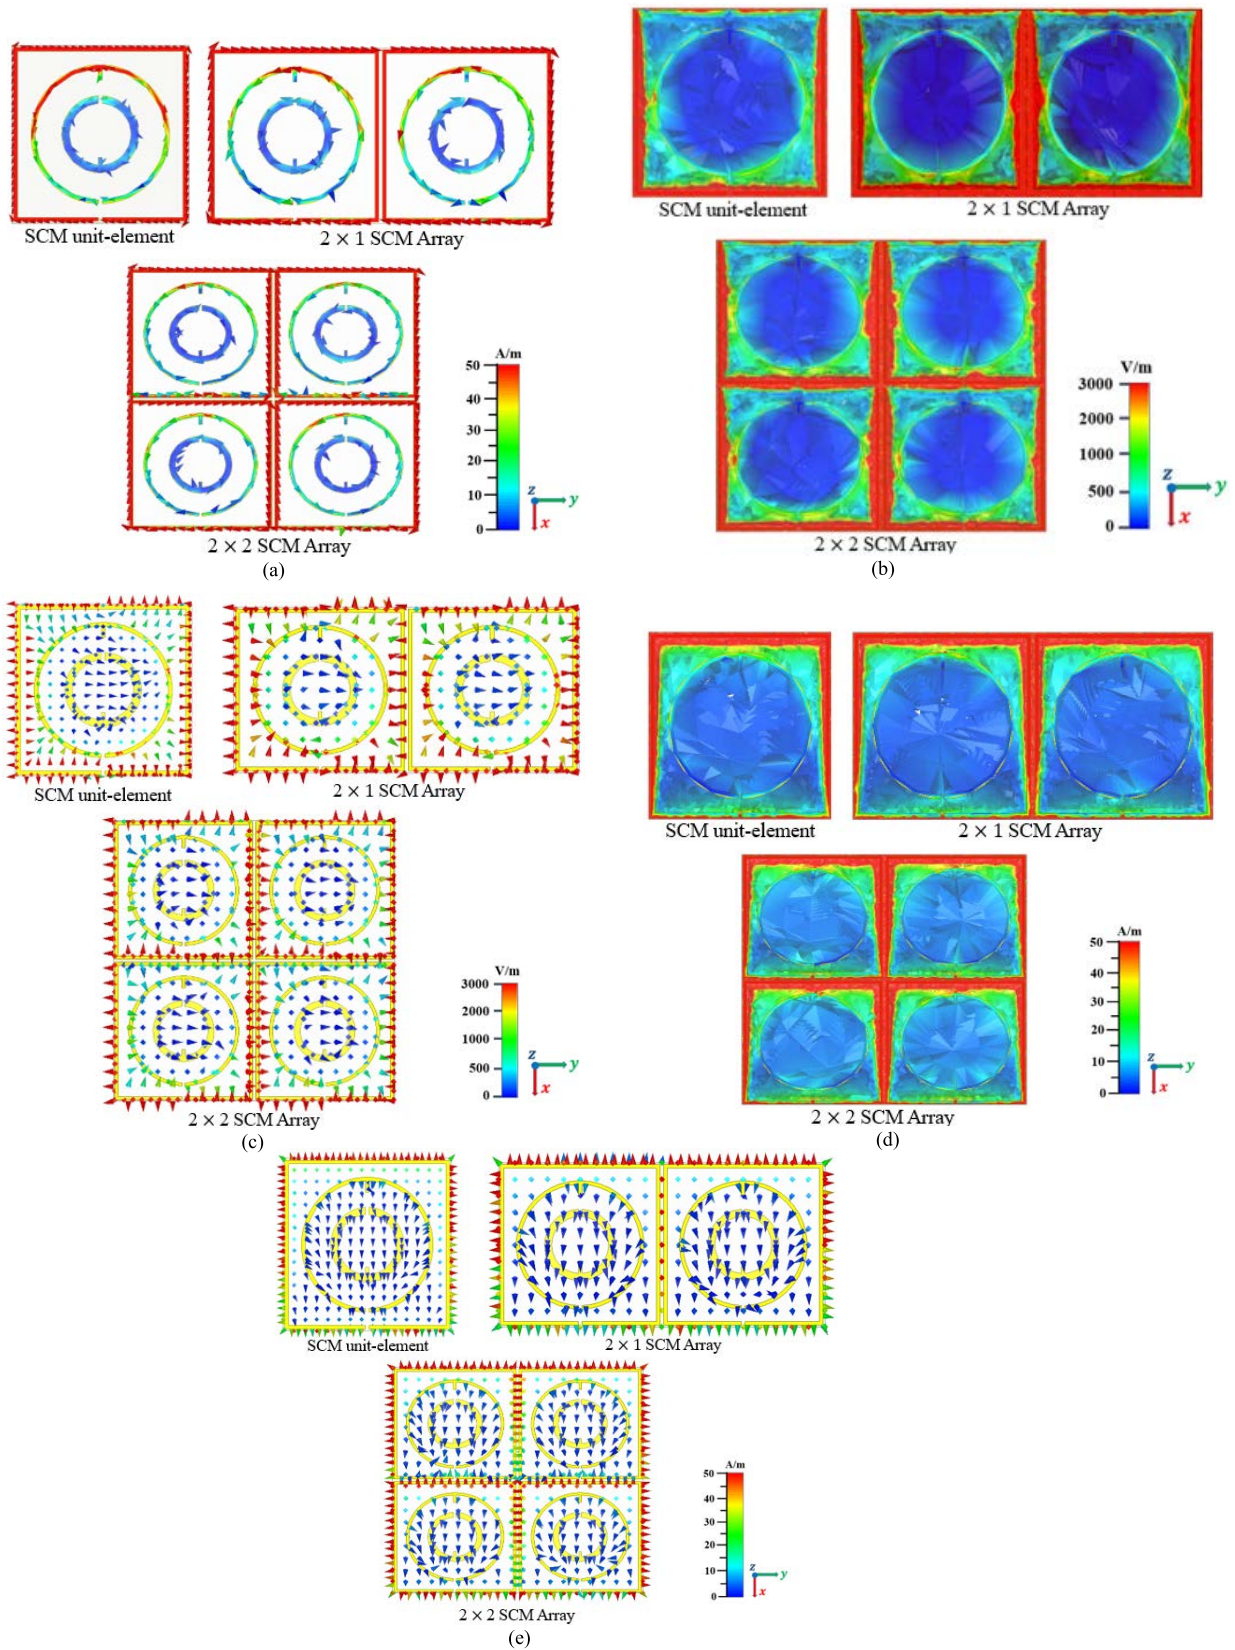 SCM unit-element
2 × 1 SCM Array
A/m
50
40
30
20
10
0
z
y
x
2 × 2 SCM Array
(a)
SCM unit-element
2 × 1 SCM Array
V/m
3000
2000
1000
500
0
z
y
x
2 × 2 SCM Array
(b)
SCM unit-element
2 × 1 SCM Array
V/m
3000
2000
1000
500
0
z
y
x
2 × 2 SCM Array
(c)
SCM unit-element
2 × 1 SCM Array
A/m
50
40
30
20
10
0
z
y
x
2 × 2 SCM Array
(d)
SCM unit-element
2 × 1 SCM Array
A/m
50
40
30
20
10
0
z
y
x
2 × 2 SCM Array
(e)